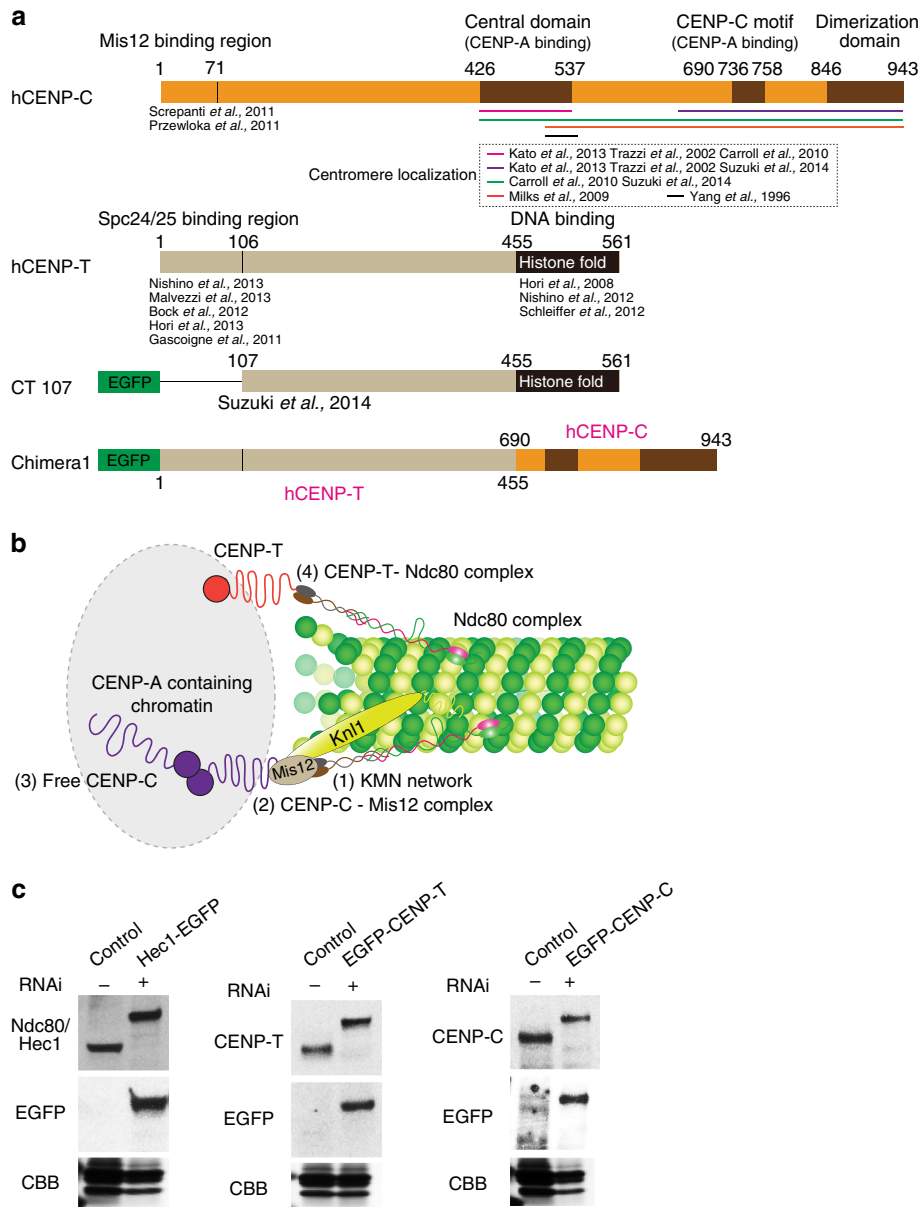 a
Central domain
(CENP-A binding)
CENP-C motif
(CENP-A binding)
Dimerization
domain
Mis12 binding region
1 71 426 537 690 736 758 846 943
hCENP-C
Screpanti et al., 2011
Przewloka et al., 2011
Centromere localization
Kato et al., 2013 Trazzi et al., 2002 Carroll et al., 2010
Kato et al., 2013 Trazzi et al., 2002 Suzuki et al., 2014
Carroll et al., 2010 Suzuki et al., 2014
Milks et al., 2009 Yang et al., 1996
Spc24/25 binding region DNA binding
1 106 455 561
hCENP-T Histone fold
Nishino et al., 2013
Malvezzi et al., 2013
Bock et al., 2012
Hori et al., 2013
Gascoigne et al., 2011
Hori et al., 2008
Nishino et al., 2012
Schleiffer et al., 2012
107 455 561
CT 107 EGFP Histone fold
Suzuki et al., 2014
hCENP-C
690 943
Chimera1 EGFP
1 455
hCENP-T
b
CENP-T
(4) CENP-T- Ndc80 complex
Ndc80 complex
CENP-A containing
chromatin
Knl1
Mis12
(3) Free CENP-C
(1) KMN network
(2) CENP-C - Mis12 complex
c
Control Hec1-EGFP
RNAi – +
Ndc80/
Hec1
EGFP
CBB
Control EGFP-CENP-T
RNAi – +
CENP-T
EGFP
CBB
Control EGFP-CENP-C
RNAi – +
CENP-C
EGFP
CBB